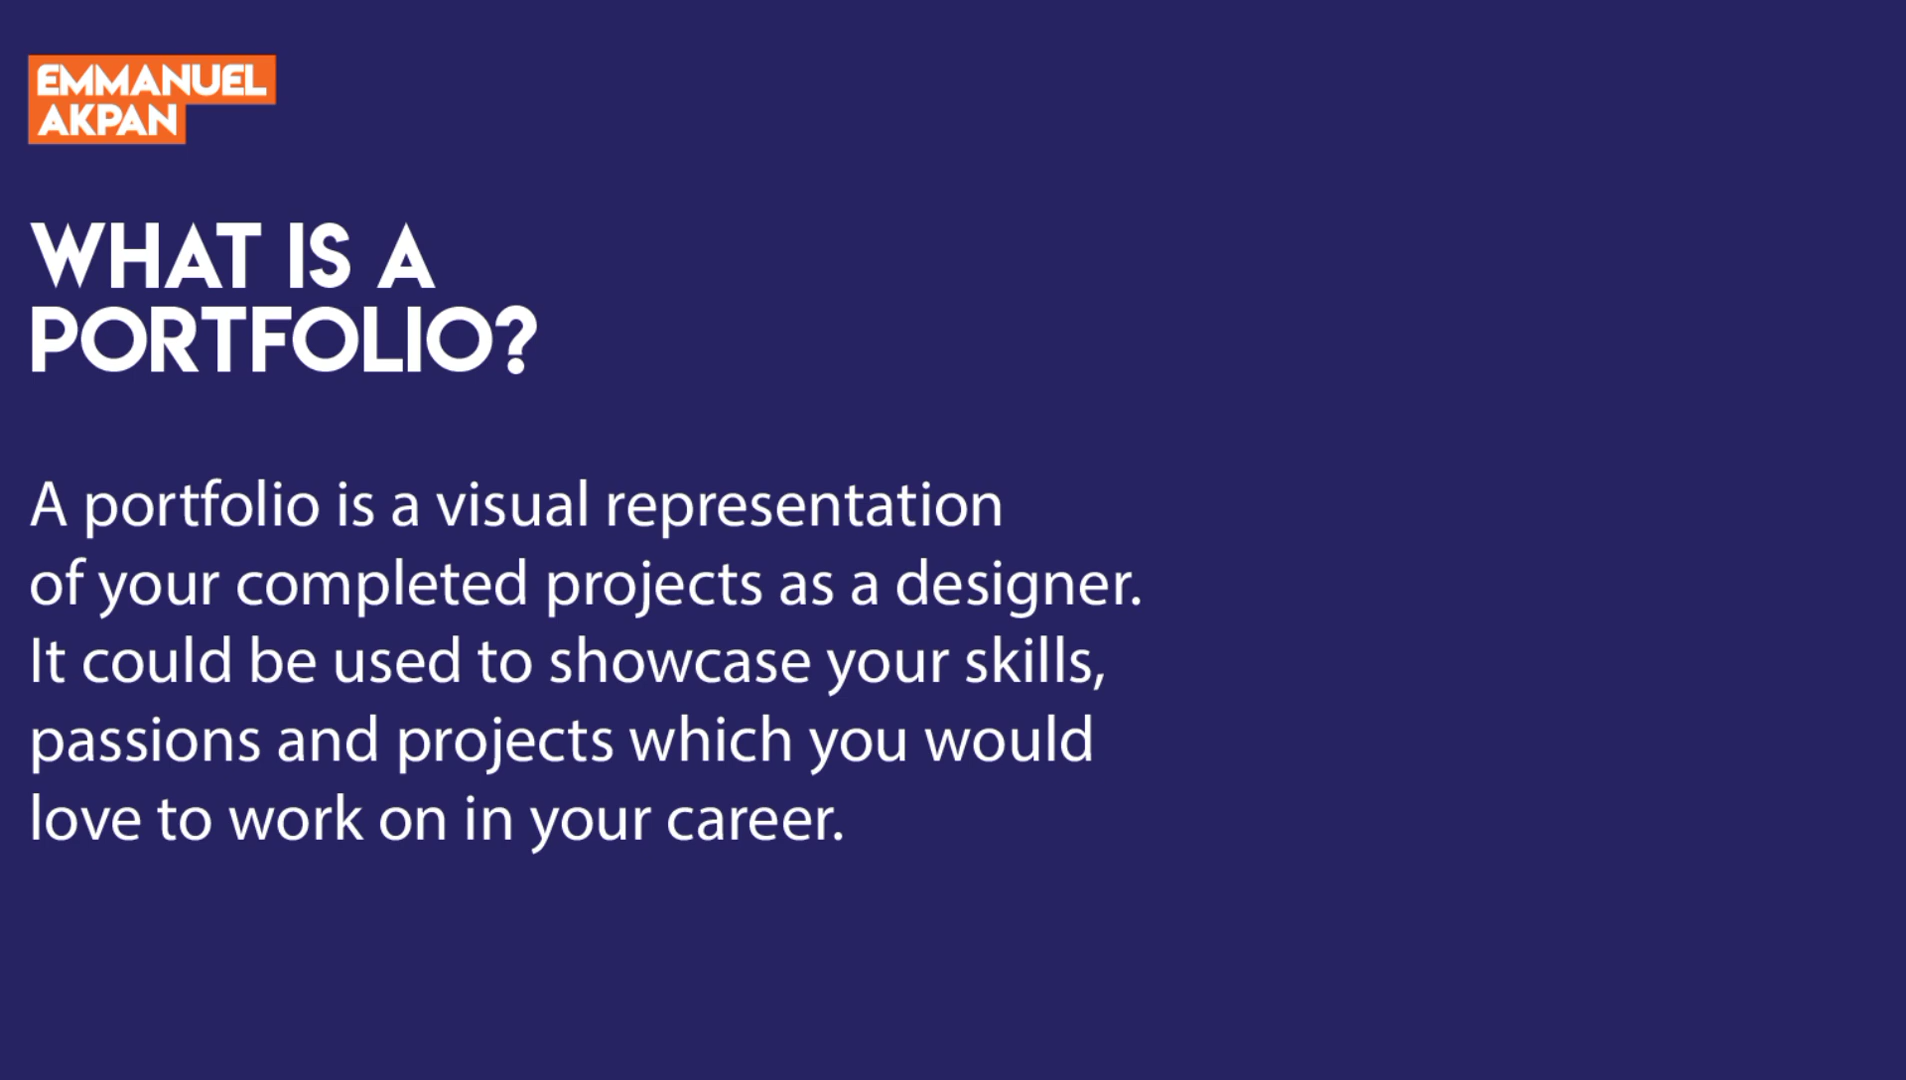 EMMANUEL
AKPAN
WHAT IS A
PORTFOLIO?
A portfolio is a visual representation
of your completed projects as a designer.
It could be used to showcase your skills,
passions and projects which you would
love to work on in your career.